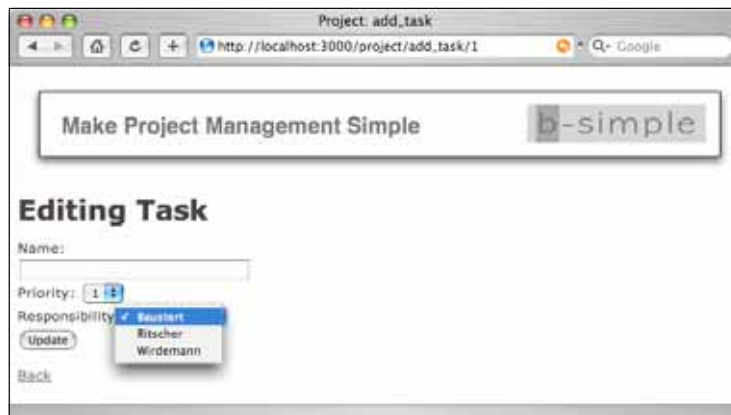 Project: add_task
http://localhost:3000/project/add_task/1
Google
Make Project Management Simple
b-simple
Editing Task
Name:
Priority: 1
Responsibility
Baustert
Ritscher
Wirdemann
Update
Back